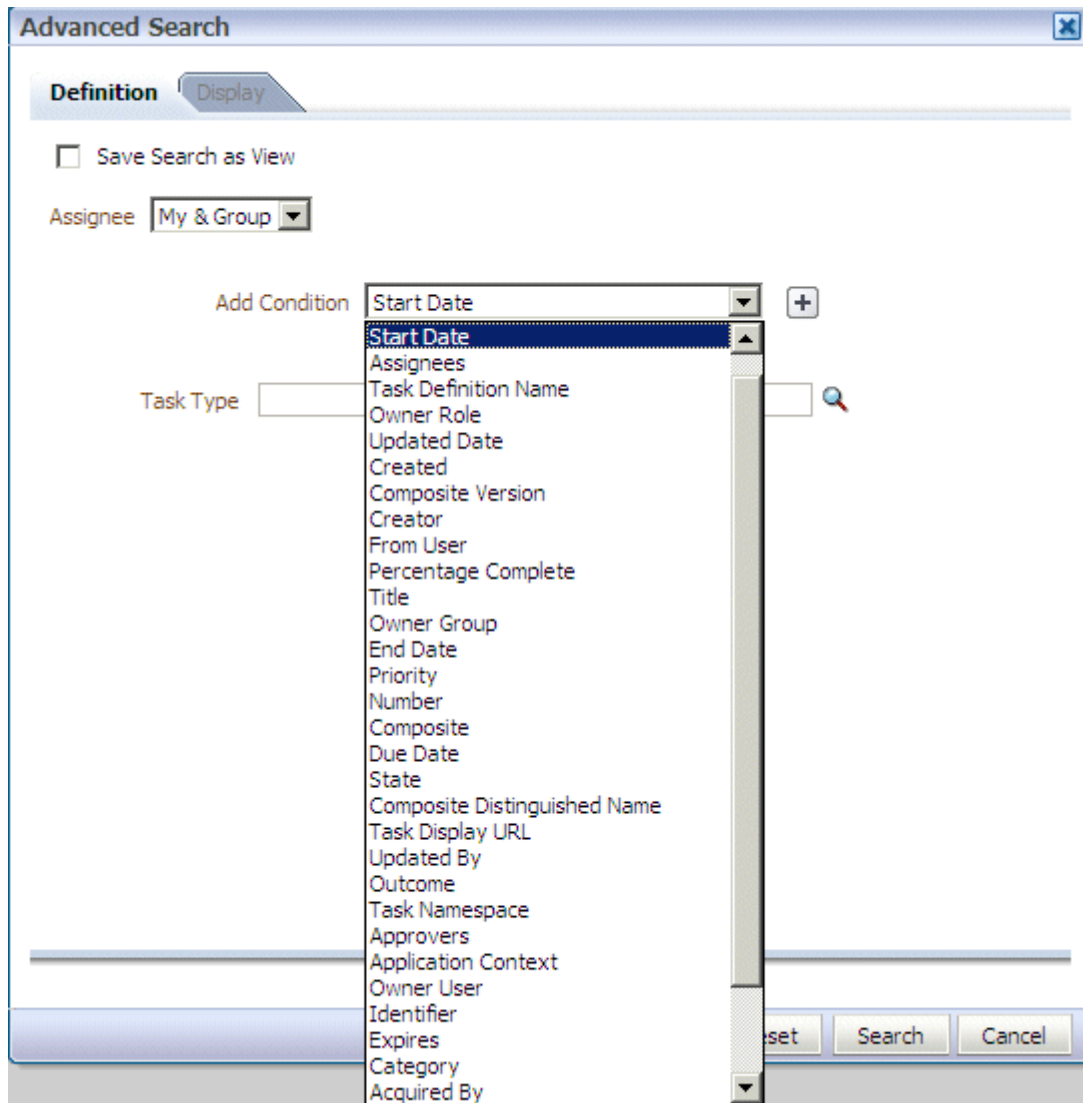 Advanced Search
Definition Display
Save Search as View
Assignee My & Group
Add Condition Start Date
Start Date
Assignees
Task Definition Name
Task Type
Owner Role
Updated Date
Created
Composite Version
Creator
From User
Percentage Complete
Title
Owner Group
End Date
Priority
Number
Composite
Due Date
State
Composite Distinguished Name
Task Display URL
Updated By
Outcome
Task Namespace
Approvers
Application Context
Owner User
Identifier
Expires
Category
Acquired By
set Search Cancel